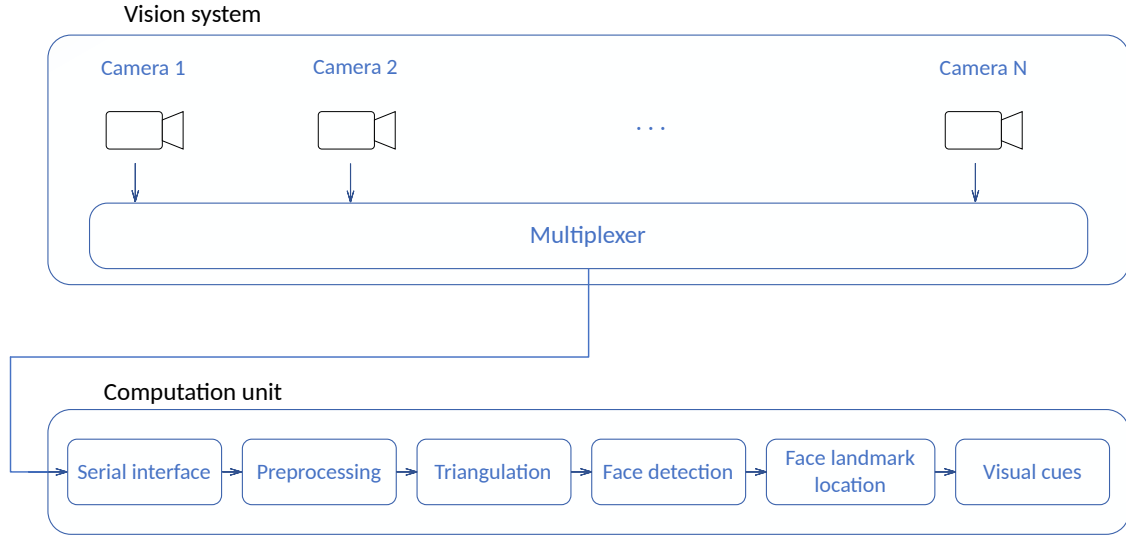 Vision system
Camera 1
Camera 2
. . .
Camera N
Multiplexer
Computation unit
Serial interface
Preprocessing
Triangulation
Face detection
Face landmark
location
Visual cues